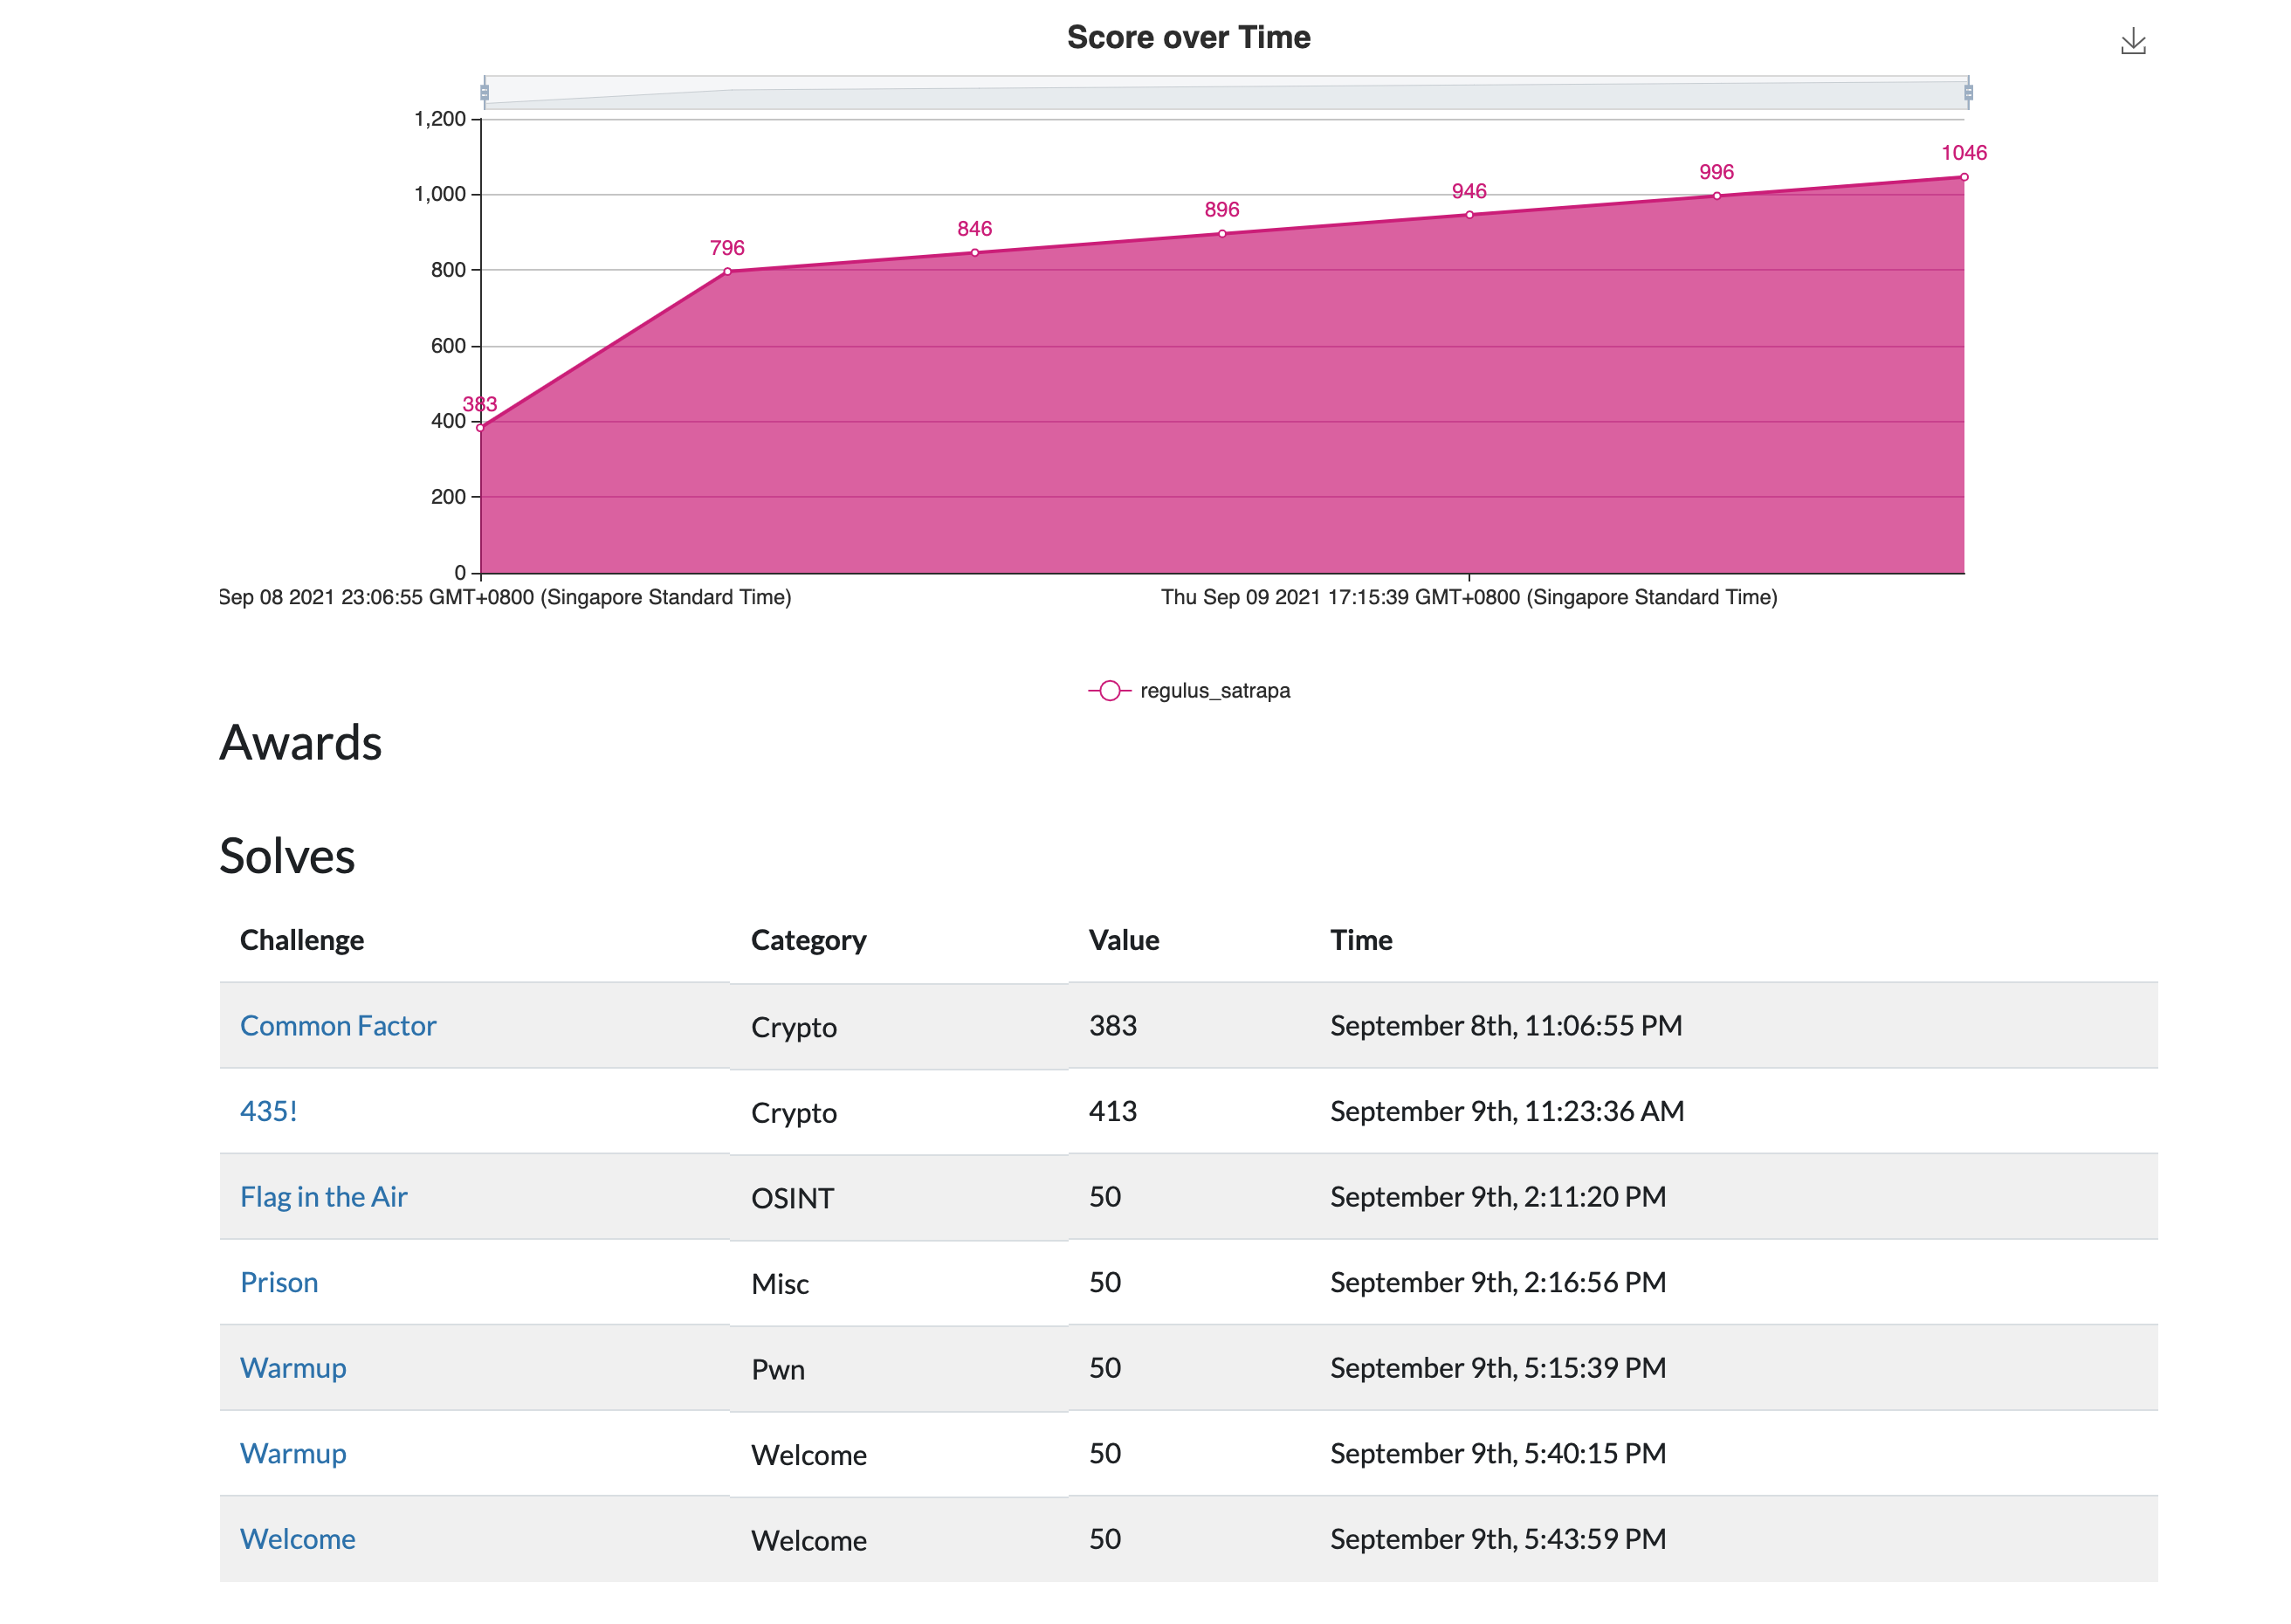 Score over Time
1,200
1,000
800
600
400
200
0
383
796
846
896
946
996
1046
Sep 08 2021 23:06:55 GMT+0800 (Singapore Standard Time)
Thu Sep 09 2021 17:15:39 GMT+0800 (Singapore Standard Time)
regulus_satrapa
Awards
Solves
Challenge Category Value Time
Common Factor Crypto 383 September 8th, 11:06:55 PM
435! Crypto 413 September 9th, 11:23:36 AM
Flag in the Air OSINT 50 September 9th, 2:11:20 PM
Prison Misc 50 September 9th, 2:16:56 PM
Warmup Pwn 50 September 9th, 5:15:39 PM
Warmup Welcome 50 September 9th, 5:40:15 PM
Welcome Welcome 50 September 9th, 5:43:59 PM